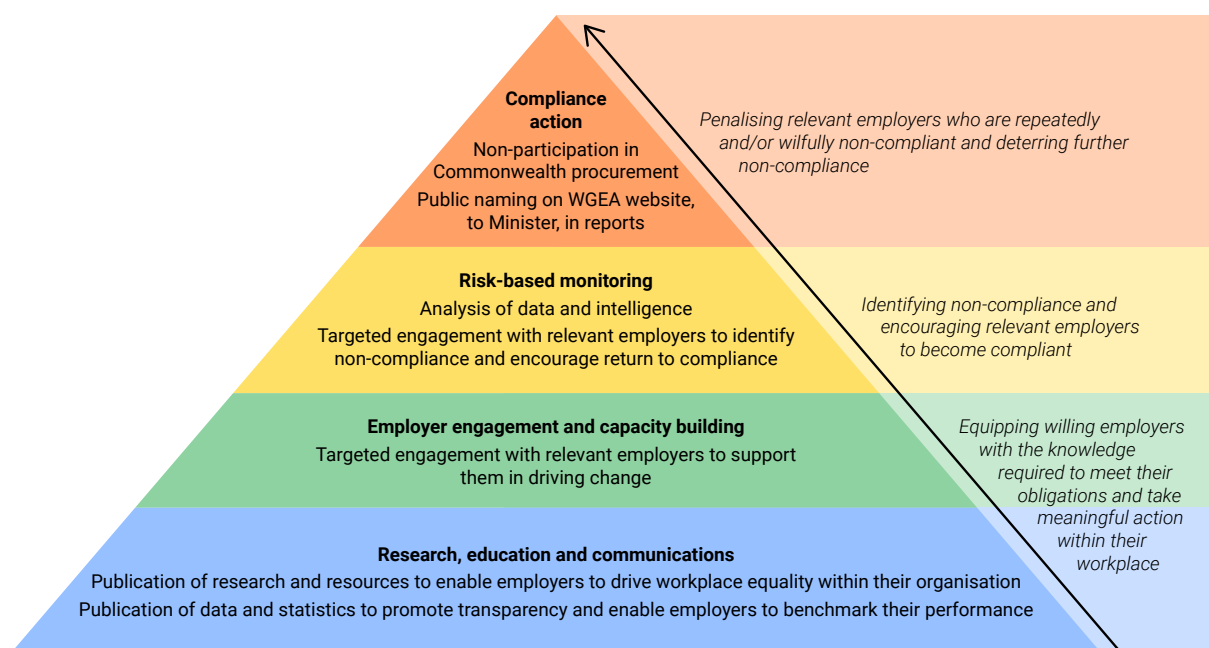 Compliance
action
Non-participation in
Commonwealth procurement
Public naming on WGEA website,
to Minister, in reports
Penalising relevant employers who are repeatedly
and/or wilfully non-compliant and deterring further
non-compliance
Risk-based monitoring
Analysis of data and intelligence
Targeted engagement with relevant employers to identify
non-compliance and encourage return to compliance
Identifying non-compliance and
encouraging relevant employers
to become compliant
Employer engagement and capacity building
Targeted engagement with relevant employers to support
them in driving change
Equipping willing employers
with the knowledge
required to meet their
obligations and take
meaningful action
within their
workplace
Research, education and communications
Publication of research and resources to enable employers to drive workplace equality within their organisation
Publication of data and statistics to promote transparency and enable employers to benchmark their performance